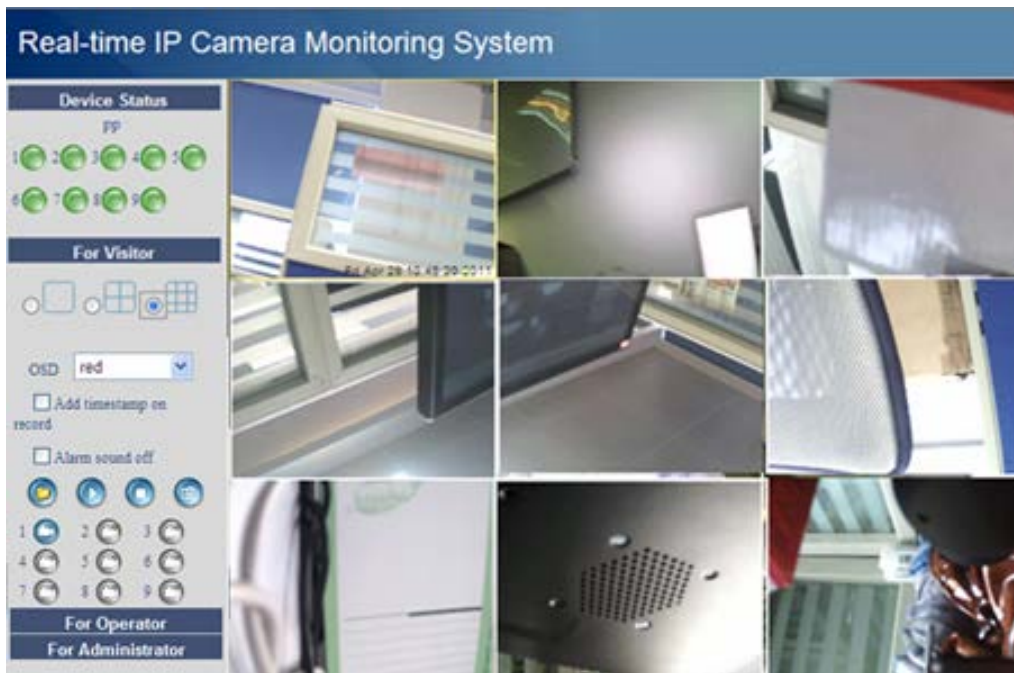 Real-time IP Camera Monitoring System
Device Status
1 2 3 4 5
6 7 8 9
For Visitor
OSD red
Add timestamp on
record
Alarm sound off
1 2 3
4 5 6
7 8 9
For Operator
For Administrator